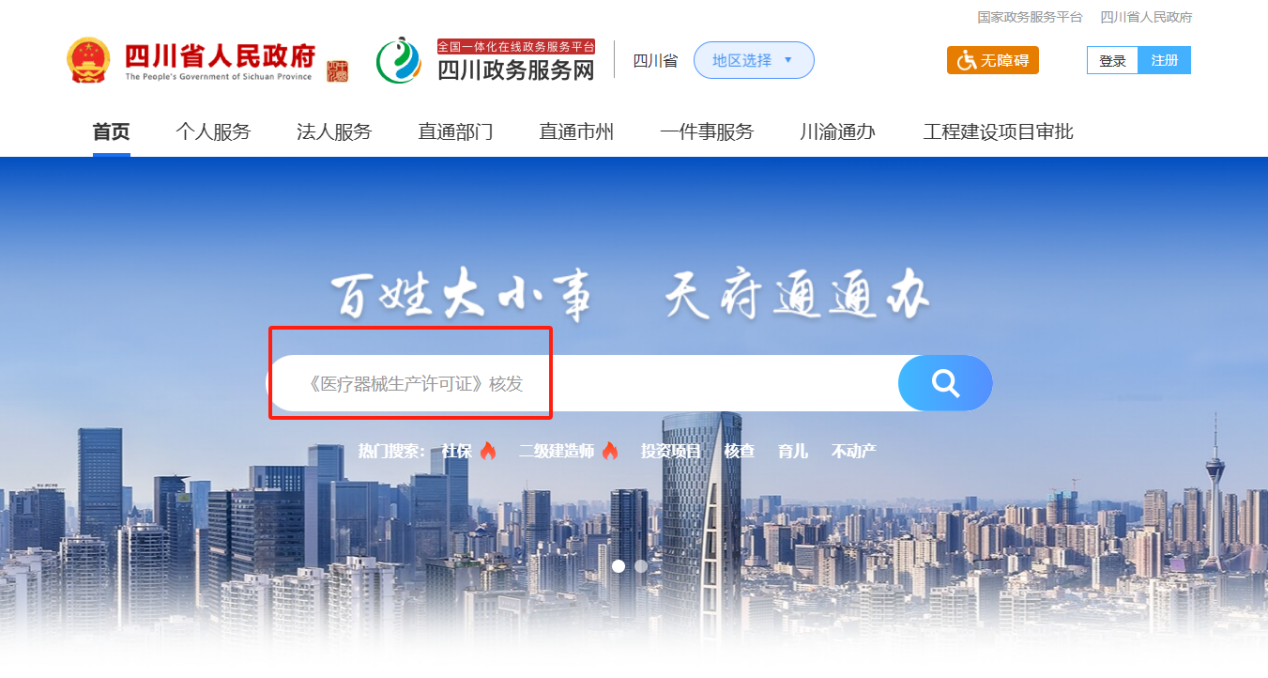 国家政务服务平台 四川省人民政府
四川省人民政府
The People's Government of Sichuan Province
全国一体化在线政务服务平台
四川政务服务网
四川省 地区选择
无障碍
登录 注册
首页 个人服务 法人服务 直通部门 直通市州 一件事服务 川渝通办 工程建设项目审批
百姓大小事 天府通通办
《医疗器械生产许可证》核发
热门搜索: 社保 二级建造师 投资项目 核查 育儿 不动产